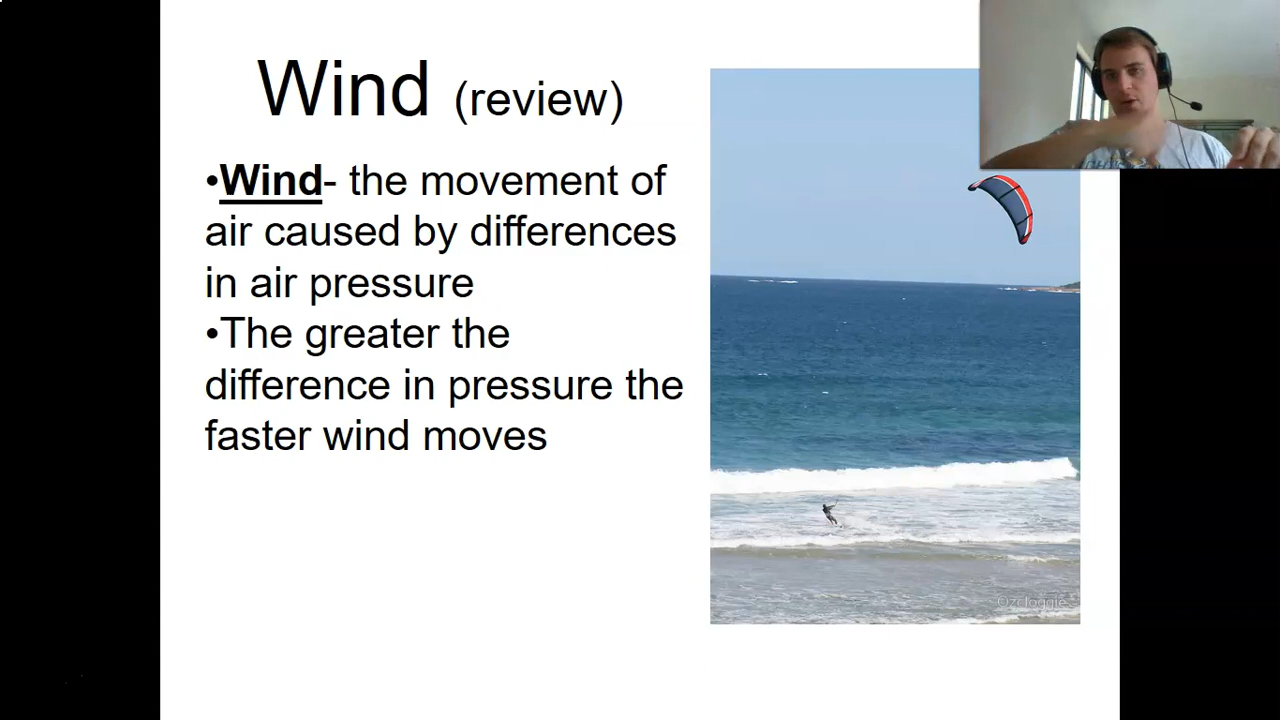 Wind (review)
•Wind- the movement of
air caused by differences
in air pressure
•The greater the
difference in pressure the
faster wind moves